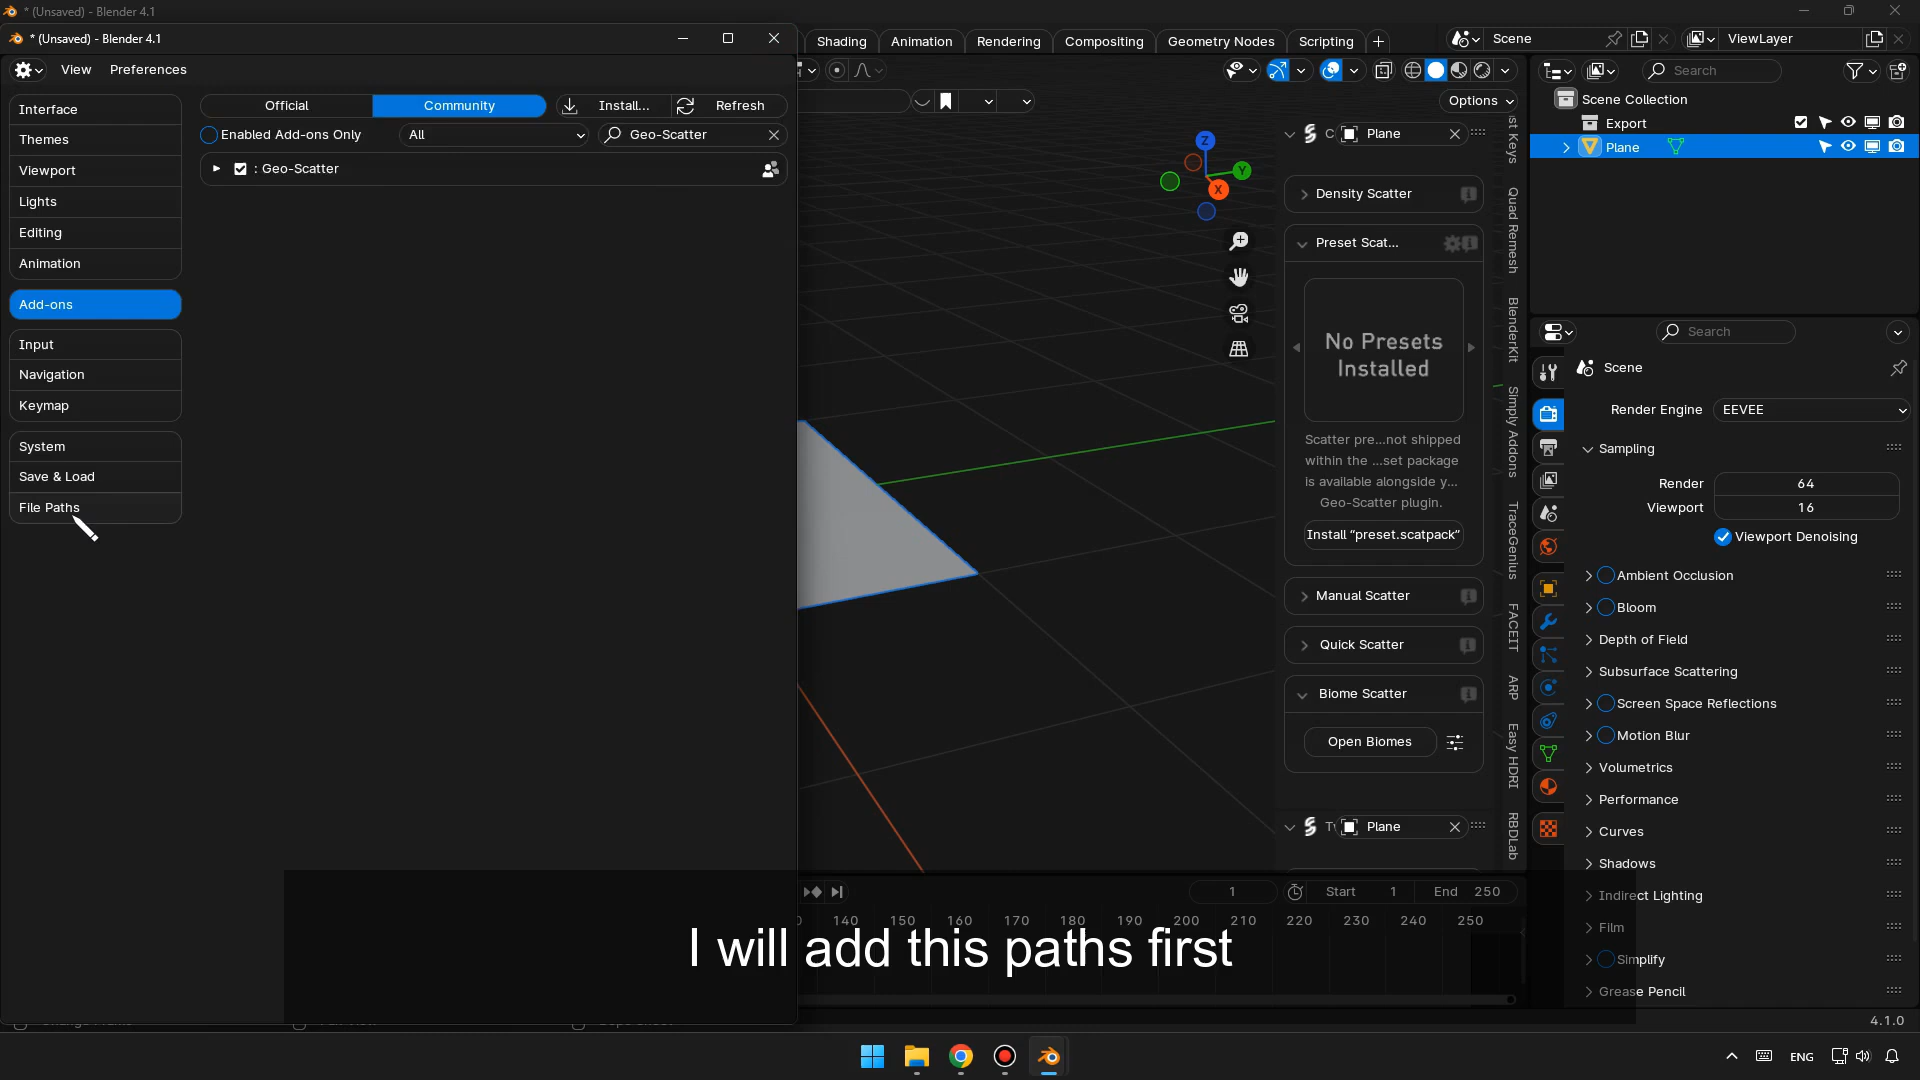 * (Unsaved) - Blender 4.1
* (Unsaved) - Blender 4.1
Shading
Animation
Rendering
Compositing
Geometry Nodes
Scripting
Scene
ViewLayer
View
Preferences
Interface
Themes
Viewport
Lights
Editing
Animation
Add-ons
Input
Navigation
Keymap
System
Save & Load
File Paths
Official
Community
Install...
Refresh
Enabled Add-ons Only
All
Geo-Scatter
: Geo-Scatter
Options
Z
Y
X
C
Plane
Density Scatter
Preset Scat...
No Presets
Installed
Scatter pre...not shipped
within the ...set package
is available alongside y...
Geo-Scatter plugin.
Install "preset.scatpack"
Manual Scatter
Quick Scatter
Biome Scatter
Open Biomes
Plane
st Keys
Quad Remesh
BlenderKit
Simply Addons
TraceGenius
FACEIT
ARP
Easy HDRI
RBDLab
Search
Scene Collection
Export
Plane
Search
Scene
Render Engine
EEVEE
Sampling
Render
64
Viewport
16
Viewport Denoising
Ambient Occlusion
Bloom
Depth of Field
Subsurface Scattering
Screen Space Reflections
Motion Blur
Volumetrics
Performance
Curves
Shadows
Indirect Lighting
Film
Simplify
Grease Pencil
1
Start 1
End 250
140 150 160 170 180 190 200 210 220 230 240 250
I will add this paths first
4.1.0
ENG